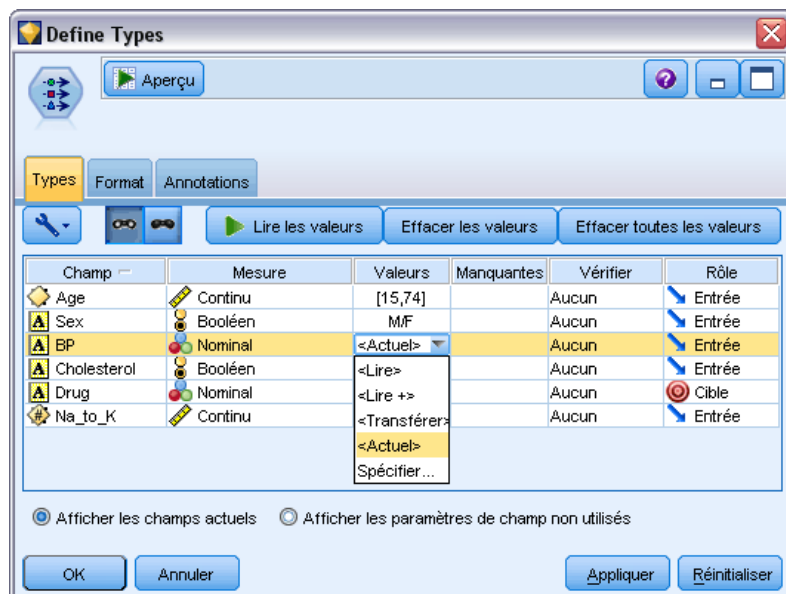 Define Types
Aperçu
Types Format Annotations
Lire les valeurs Effacer les valeurs Effacer toutes les valeurs
Champ Mesure Valeurs Manquantes Vérifier Rôle
Age Continu [15,74] Aucun Entrée
A Sex Booléen M/F Aucun Entrée
A BP Nominal <Actuel> Aucun Entrée
A Cholesterol Booléen <Lire> Aucun Entrée
A Drug Nominal <Lire +> Aucun Cible
# Na_to_K Continu <Transférer> Aucun Entrée
<Actuel>
Spécifier...
Afficher les champs actuels Afficher les paramètres de champ non utilisés
OK Annuler Appliquer Réinitialiser